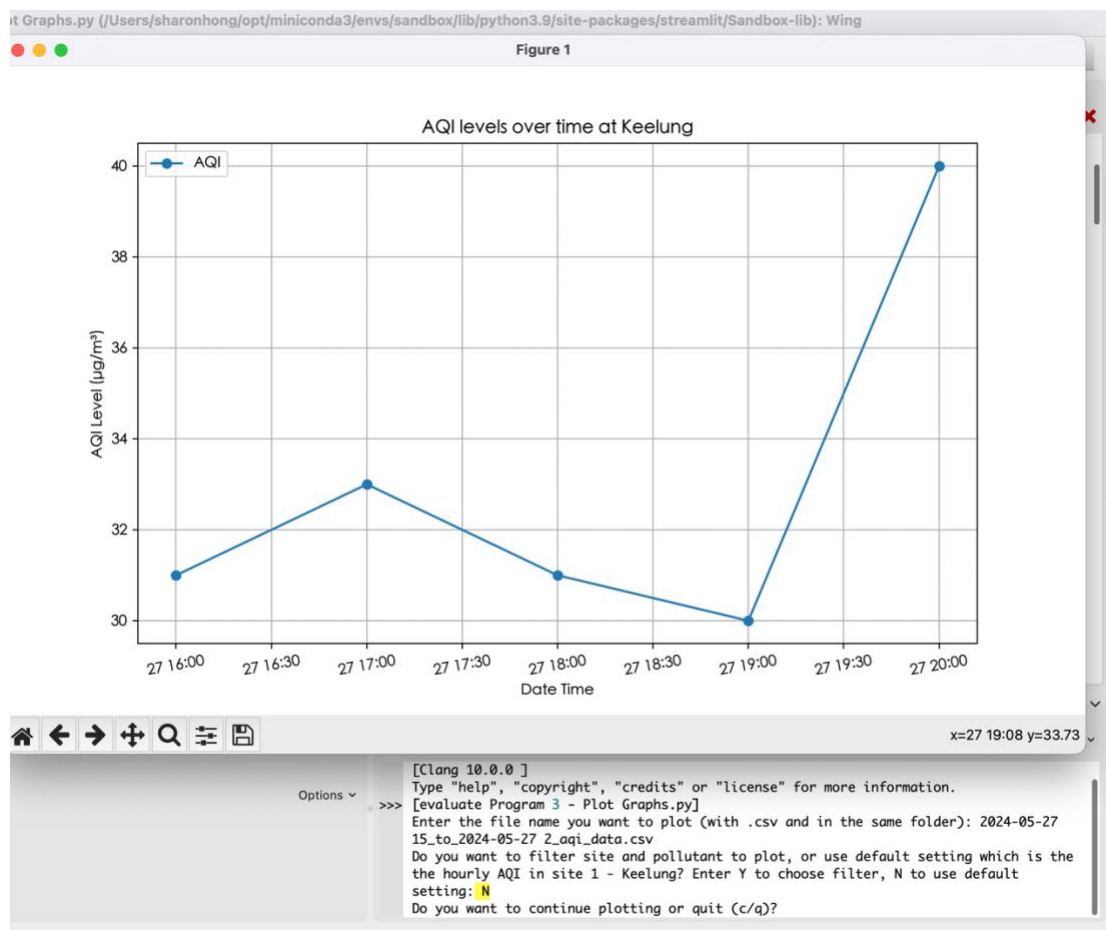 ot Graphs.py (/Users/sharonhong/opt/miniconda3/envs/sandbox/lib/python3.9/site-packages/streamlit/Sandbox-lib): Wing
Figure 1
AQI levels over time at Keelung
AQI
40
38
36
34
32
30
AQI Level (µg/m³)
27 16:00 27 16:30 27 17:00 27 17:30 27 18:00 27 18:30 27 19:00 27 19:30 27 20:00
Date Time
x=27 19:08 y=33.73
Options
[Clang 10.0.0 ]
Type "help", "copyright", "credits" or "license" for more information.
>>> [evaluate Program 3 - Plot Graphs.py]
Enter the file name you want to plot (with .csv and in the same folder): 2024-05-27
15_to_2024-05-27 2_aqi_data.csv
Do you want to filter site and pollutant to plot, or use default setting which is the
the hourly AQI in site 1 - Keelung? Enter Y to choose filter, N to use default
setting: N
Do you want to continue plotting or quit (c/q)?